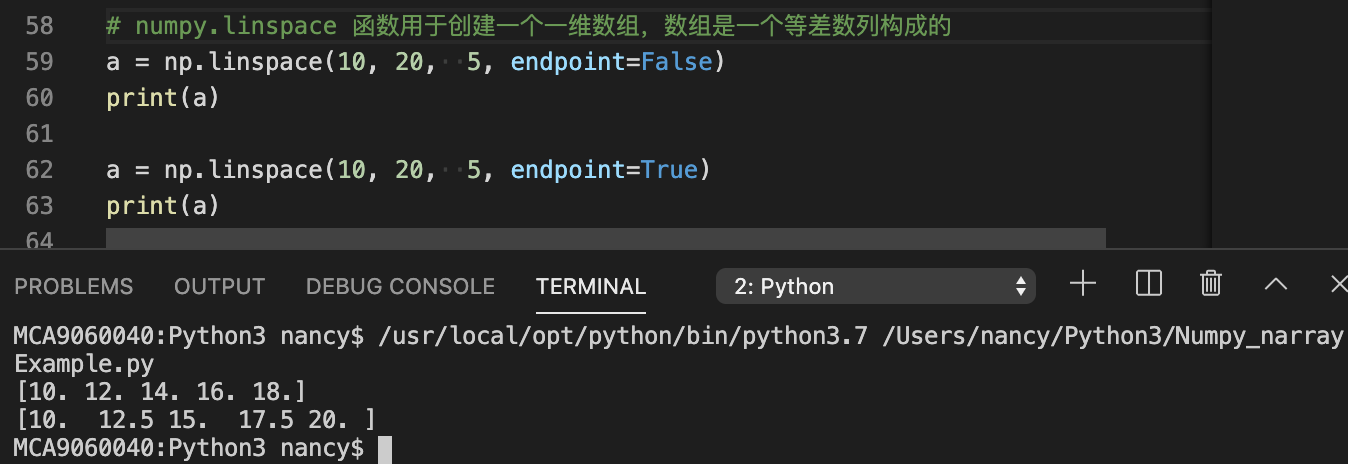 58 # numpy.linspace 函数用于创建一个一维数组，数组是一个等差数列构成的
59 a = np.linspace(10, 20,  5, endpoint=False)
60 print(a)
61
62 a = np.linspace(10, 20,  5, endpoint=True)
63 print(a)
64
PROBLEMS OUTPUT DEBUG CONSOLE TERMINAL 2: Python
MCA9060040:Python3 nancy$ /usr/local/opt/python/bin/python3.7 /Users/nancy/Python3/Numpy_narray
Example.py
[10. 12. 14. 16. 18.]
[10.  12.5 15.  17.5 20. ]
MCA9060040:Python3 nancy$